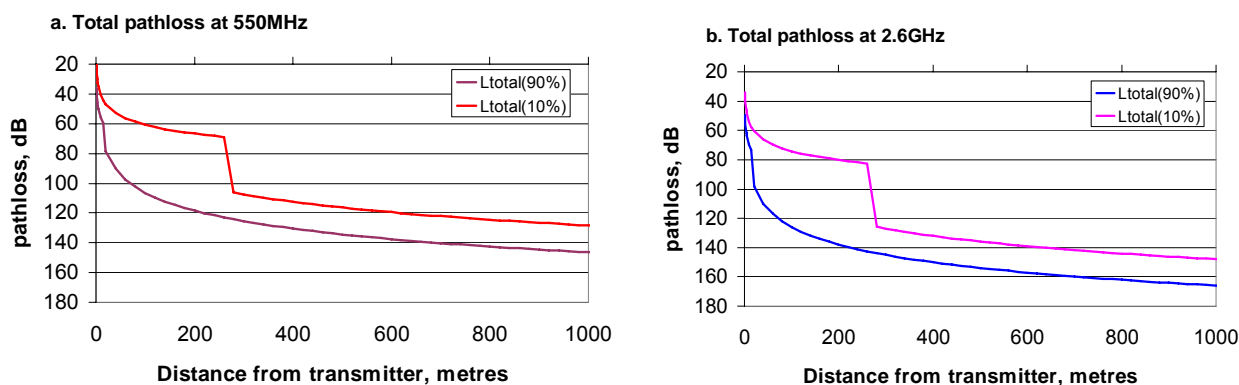 a. Total pathloss at 550MHz
pathloss, dB
20
40
60
80
100
120
140
160
180
Ltotal(90%)
Ltotal(10%)
0 200 400 600 800 1000
Distance from transmitter, metres
b. Total pathloss at 2.6GHz
pathloss, dB
20
40
60
80
100
120
140
160
180
Ltotal(90%)
Ltotal(10%)
0 200 400 600 800 1000
Distance from transmitter, metres